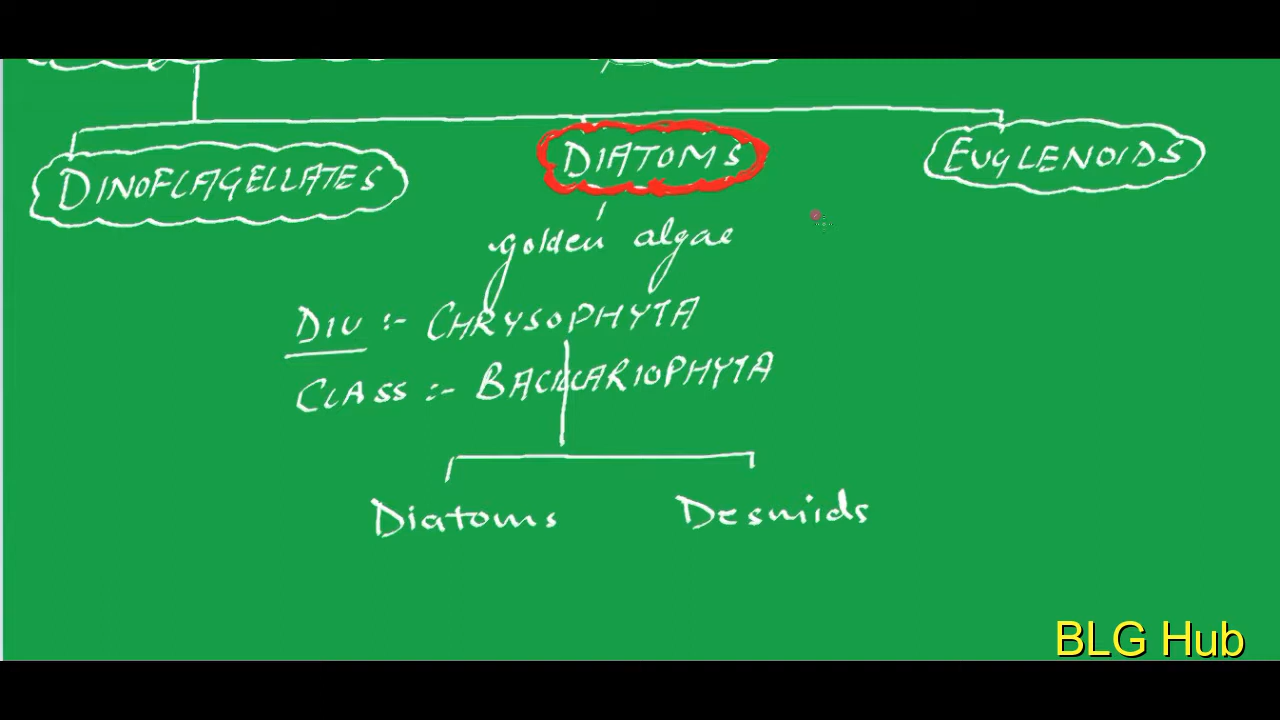 DINOFLAGELLATES
DIATOMS
EUGLENOIDS
golden algae
DIV :- CHRYSOPHYTA
CLASS :- BACILLARIOPHYTA
Diatoms
Desmids
BLG Hub